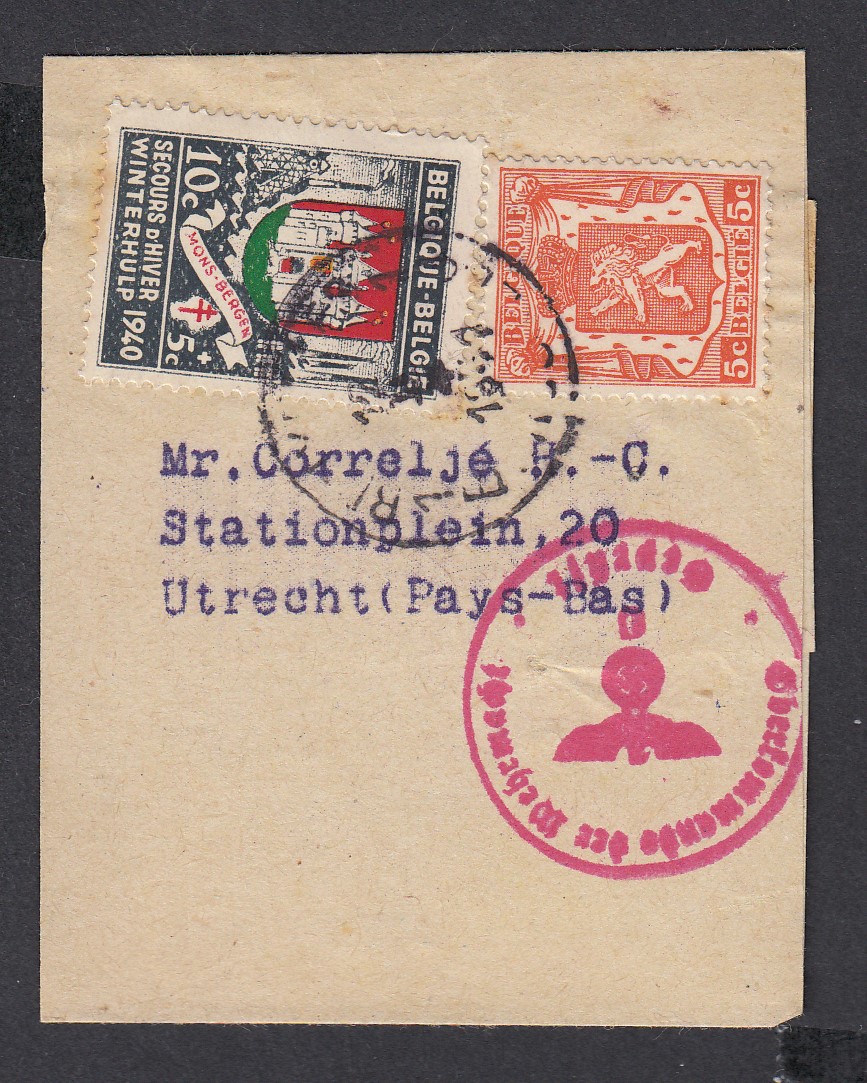 BELGIQUE-BELGIË
MONS-BERGEN
10c
+
5c
SECOURS D'HIVER
WINTERHULP 1940
BELGIQUE 5c
5c BELGIE
Mr. Correljé H.-C.
Stationplein,20
Utrecht(Pays-Bas)
Geprüft
Oberkommando der Wehrmacht